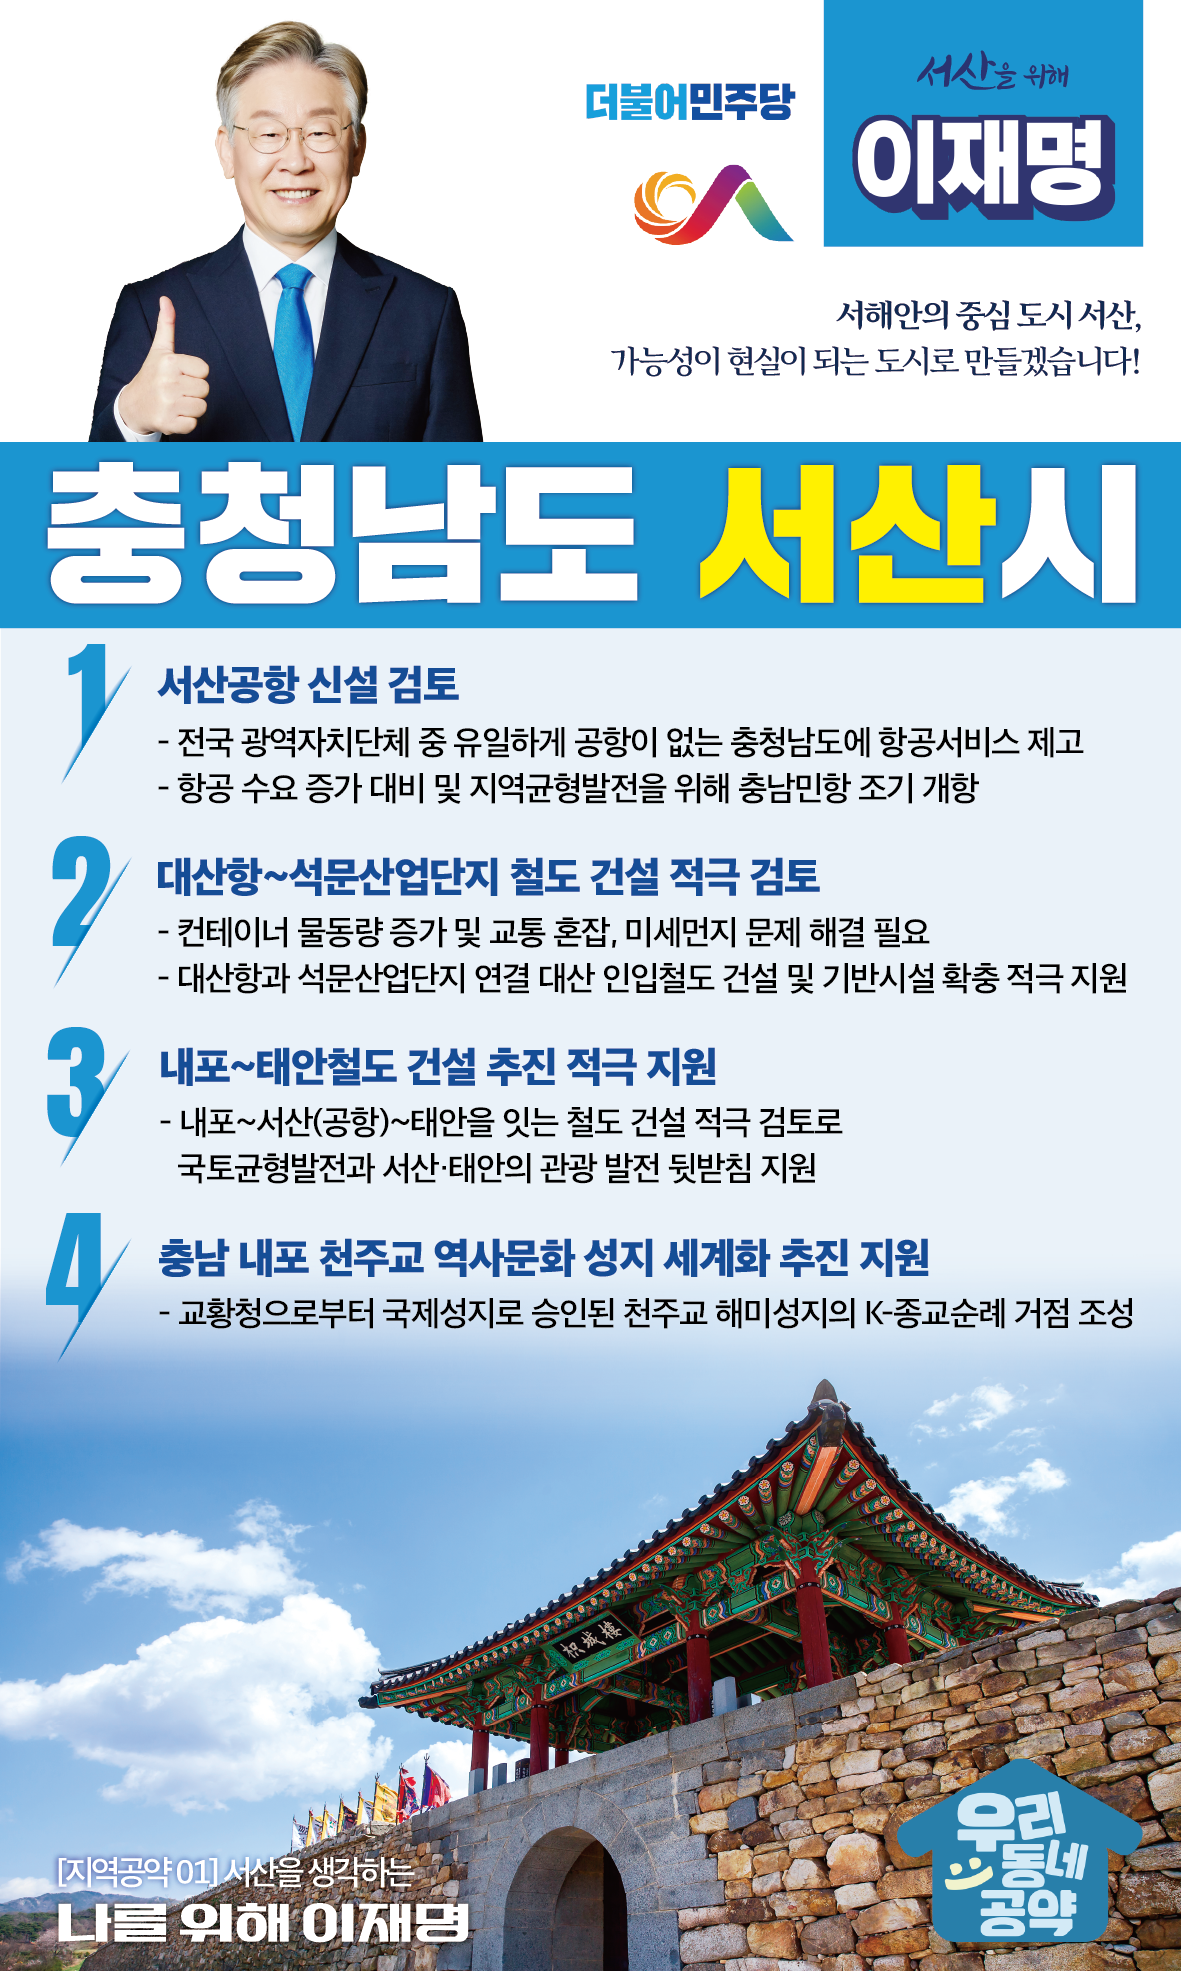 더불어민주당
서산을 위해
이재명
서해안의 중심 도시 서산,
가능성이 현실이 되는 도시로 만들겠습니다!
충청남도 서산시
1 서산공항 신설 검토
- 전국 광역자치단체 중 유일하게 공항이 없는 충청남도에 항공서비스 제고
- 항공 수요 증가 대비 및 지역균형발전을 위해 충남민항 조기 개항
2 대산항~석문산업단지 철도 건설 적극 검토
- 컨테이너 물동량 증가 및 교통 혼잡, 미세먼지 문제 해결 필요
- 대산항과 석문산업단지 연결 대산 인입철도 건설 및 기반시설 확충 적극 지원
3 내포~태안철도 건설 추진 적극 지원
- 내포~서산(공항)~태안을 잇는 철도 건설 적극 검토로
국토균형발전과 서산·태안의 관광 발전 뒷받침 지원
4 충남 내포 천주교 역사문화 성지 세계화 추진 지원
- 교황청으로부터 국제성지로 승인된 천주교 해미성지의 K-종교순례 거점 조성
枳城樓
[지역공약 01] 서산을 생각하는
나를 위해 이재명
우리
동네
공약